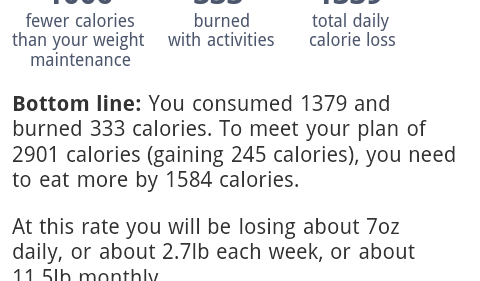 fewer calories burned total daily
than your weight with activities calorie loss
maintenance
Bottom line: You consumed 1379 and
burned 333 calories. To meet your plan of
2901 calories (gaining 245 calories), you need
to eat more by 1584 calories.
At this rate you will be losing about 7oz
daily, or about 2.7lb each week, or about
11.5lb monthly